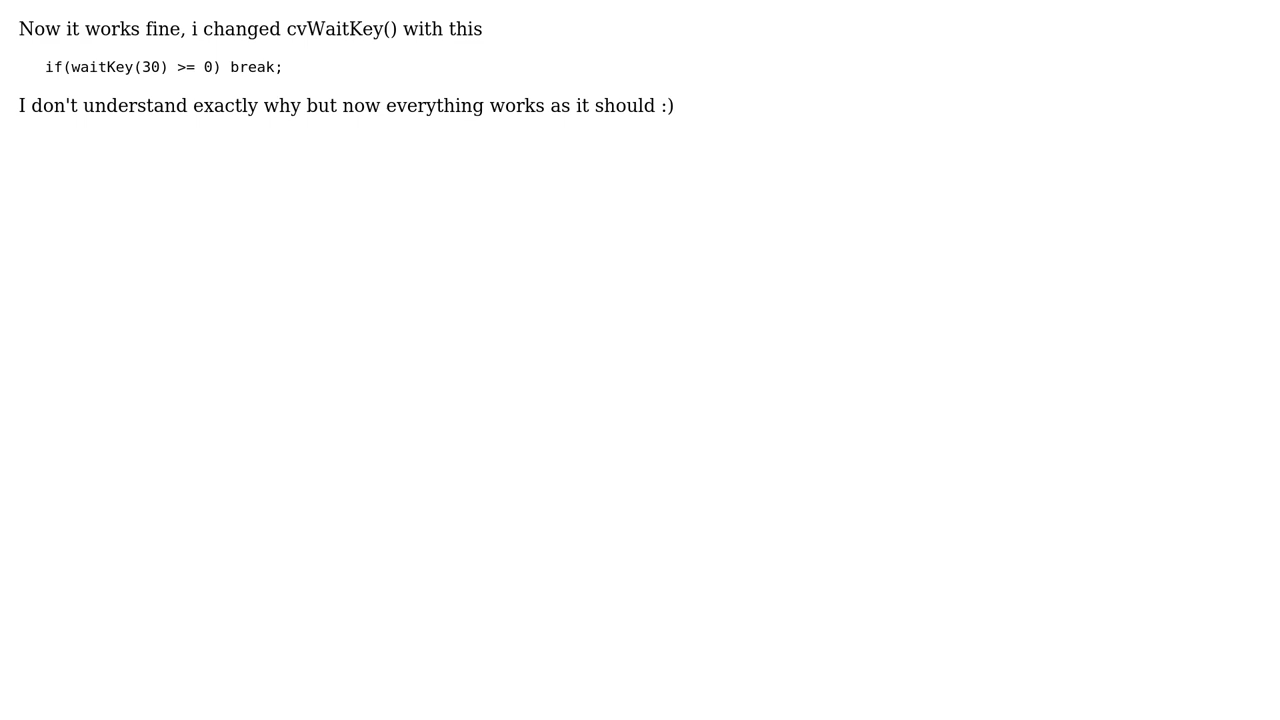 Now it works fine, i changed cvWaitKey() with this
if(waitKey(30) >= 0) break;
I don't understand exactly why but now everything works as it should :)